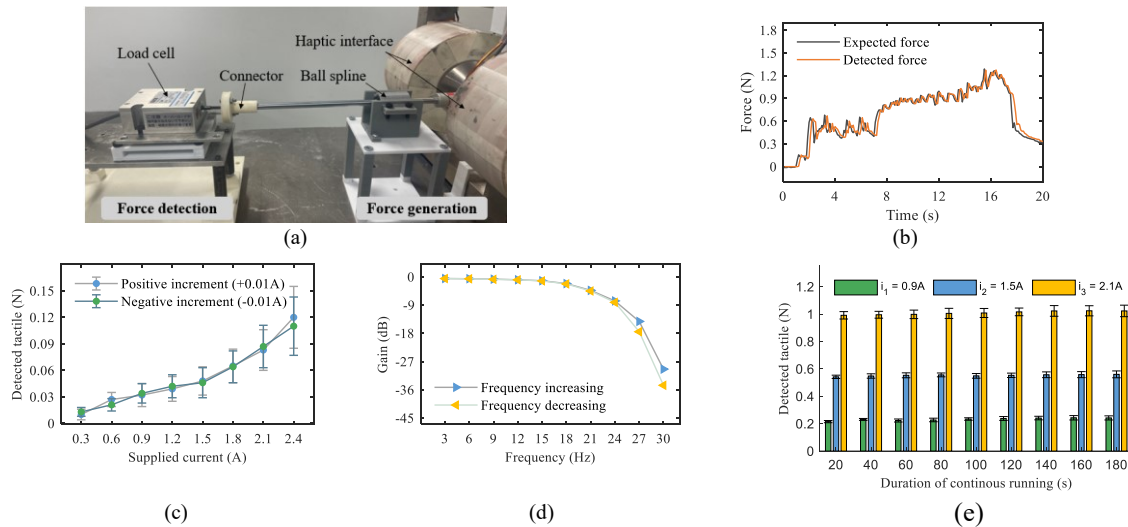 Load cell
Connector
Haptic interface
Ball spline
Force detection
Force generation
(a)
1.8
1.5
1.2
0.9
0.6
0.3
0
Force (N)
Expected force
Detected force
0 4 8 12 16 20
Time (s)
(b)
0.15
0.12
0.09
0.06
0.03
0
Detected tactile (N)
Positive increment (+0.01A)
Negative increment (-0.01A)
0.3 0.6 0.9 1.2 1.5 1.8 2.1 2.4
Supplied current (A)
(c)
0
-9
-18
-27
-36
-45
Gain (dB)
Frequency increasing
Frequency decreasing
3 6 9 12 15 18 21 24 27 30
Frequency (Hz)
(d)
1.2
1
0.8
0.6
0.4
0.2
0
Detected tactile (N)
i₁ = 0.9A i₂ = 1.5A i₃ = 2.1A
20 40 60 80 100 120 140 160 180
Duration of continous running (s)
(e)